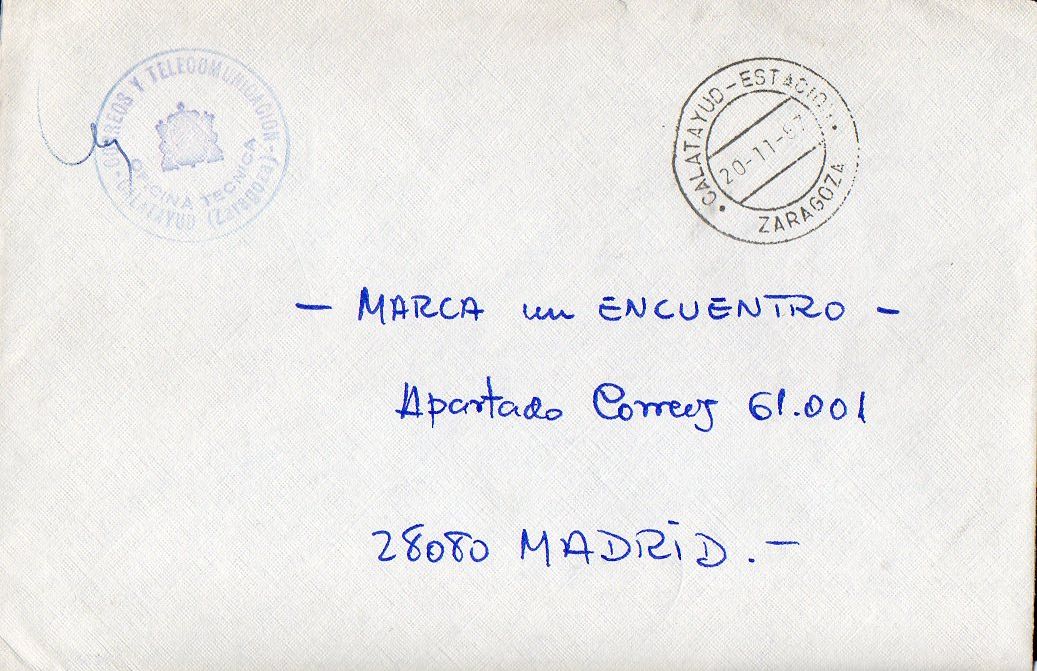 CORREOS Y TELECOMUNICACION
OFICINA TECNICA
CALATAYUD (Zaragoza)
CALATAYUD-ESTACION
20-11-87
ZARAGOZA
— MARCA un ENCUENTRO —
Apartado Correos 61.001
28080 MADRID.—